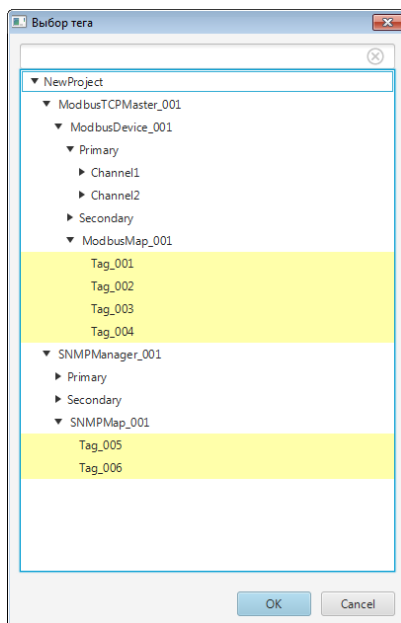 Выбор тега
NewProject
ModbusTCPMaster_001
ModbusDevice_001
Primary
Channel1
Channel2
Secondary
ModbusMap_001
Tag_001
Tag_002
Tag_003
Tag_004
SNMPManager_001
Primary
Secondary
SNMPMap_001
Tag_005
Tag_006
OK Cancel